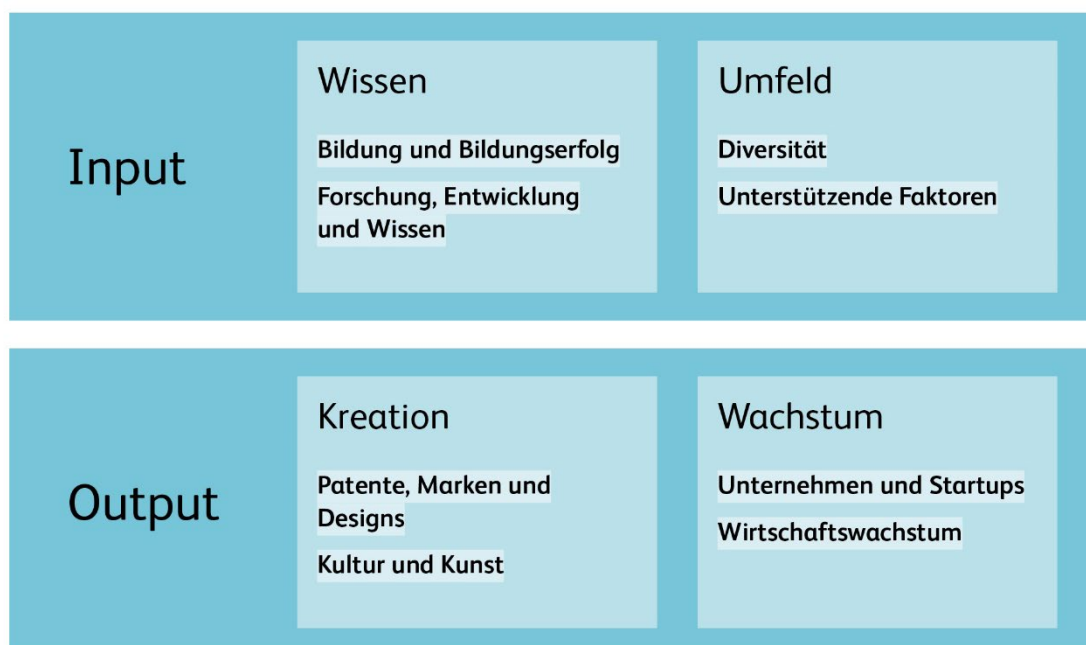 Input
Wissen
Bildung und Bildungserfolg
Forschung, Entwicklung
und Wissen
Umfeld
Diversität
Unterstützende Faktoren
Output
Kreation
Patente, Marken und
Designs
Kultur und Kunst
Wachstum
Unternehmen und Startups
Wirtschaftswachstum